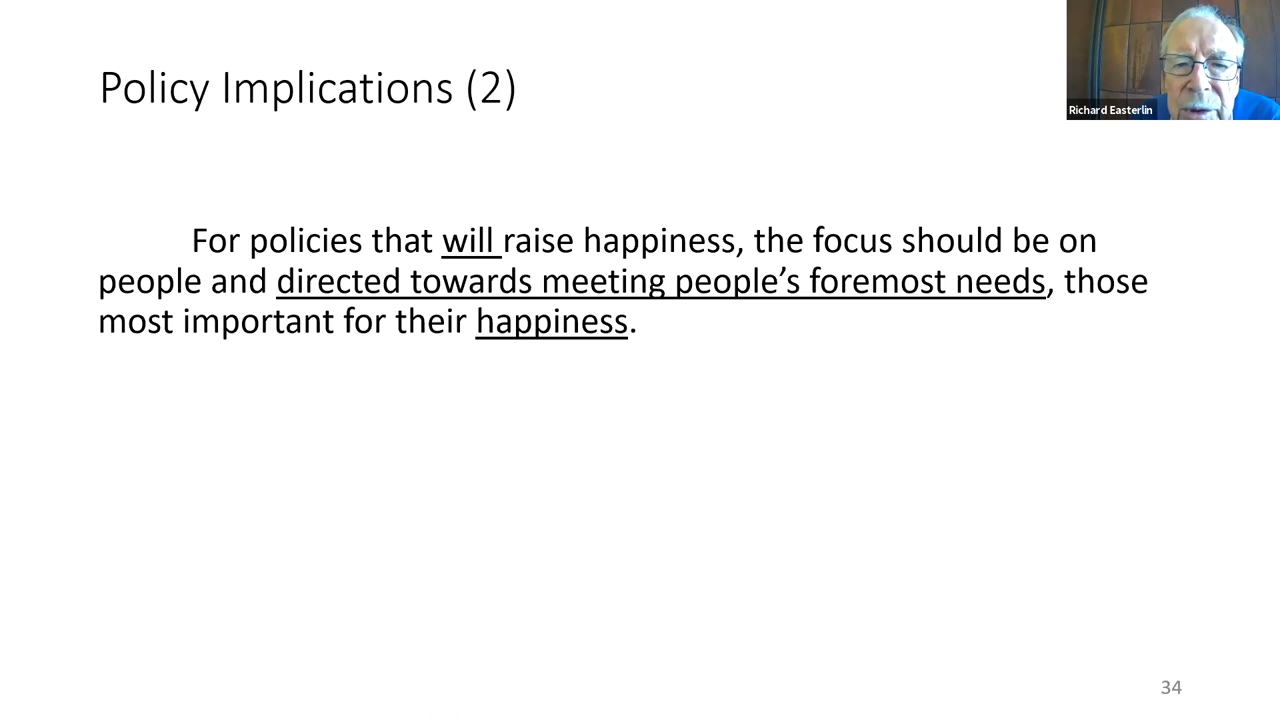 Policy Implications (2)
Richard Easterlin
For policies that will raise happiness, the focus should be on
people and directed towards meeting people’s foremost needs, those
most important for their happiness.
34